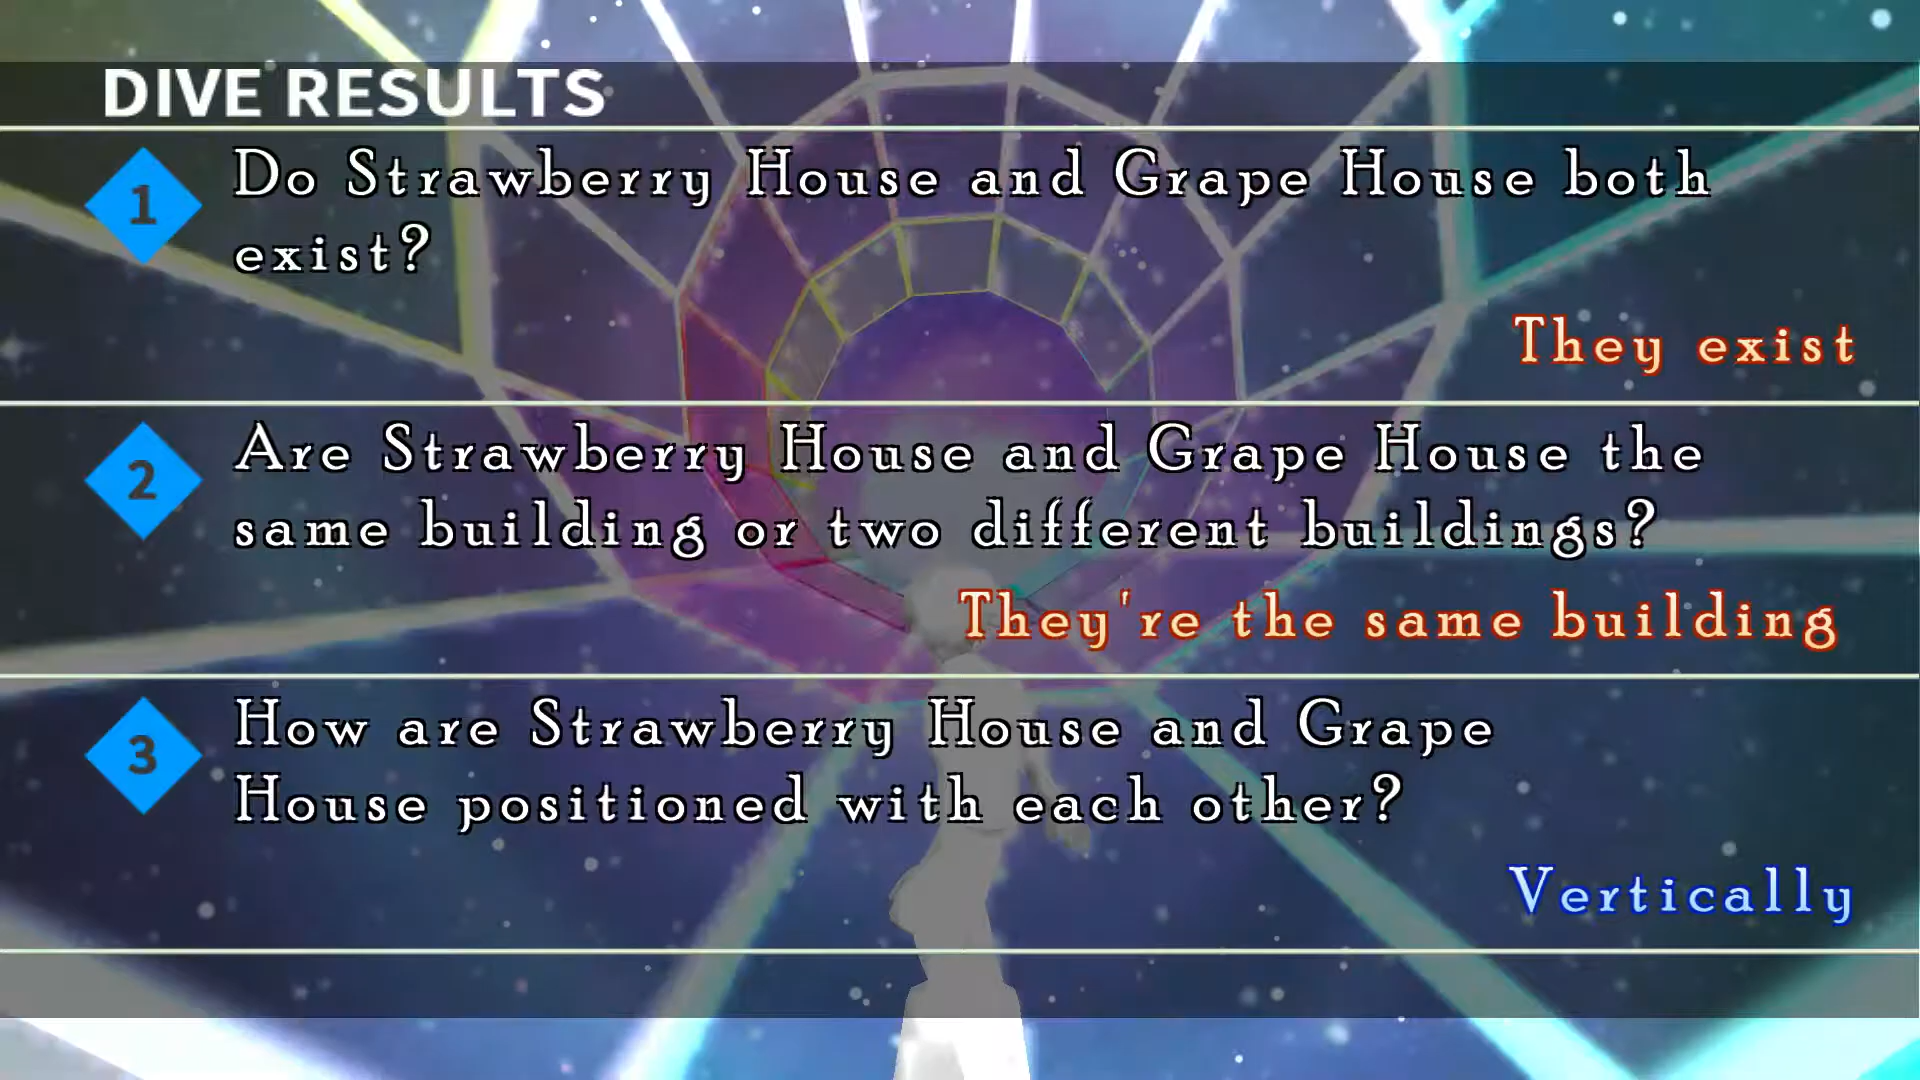 DIVE RESULTS
1
Do Strawberry House and Grape House both
exist?
They exist
2
Are Strawberry House and Grape House the
same building or two different buildings?
They're the same building
3
How are Strawberry House and Grape
House positioned with each other?
Vertically